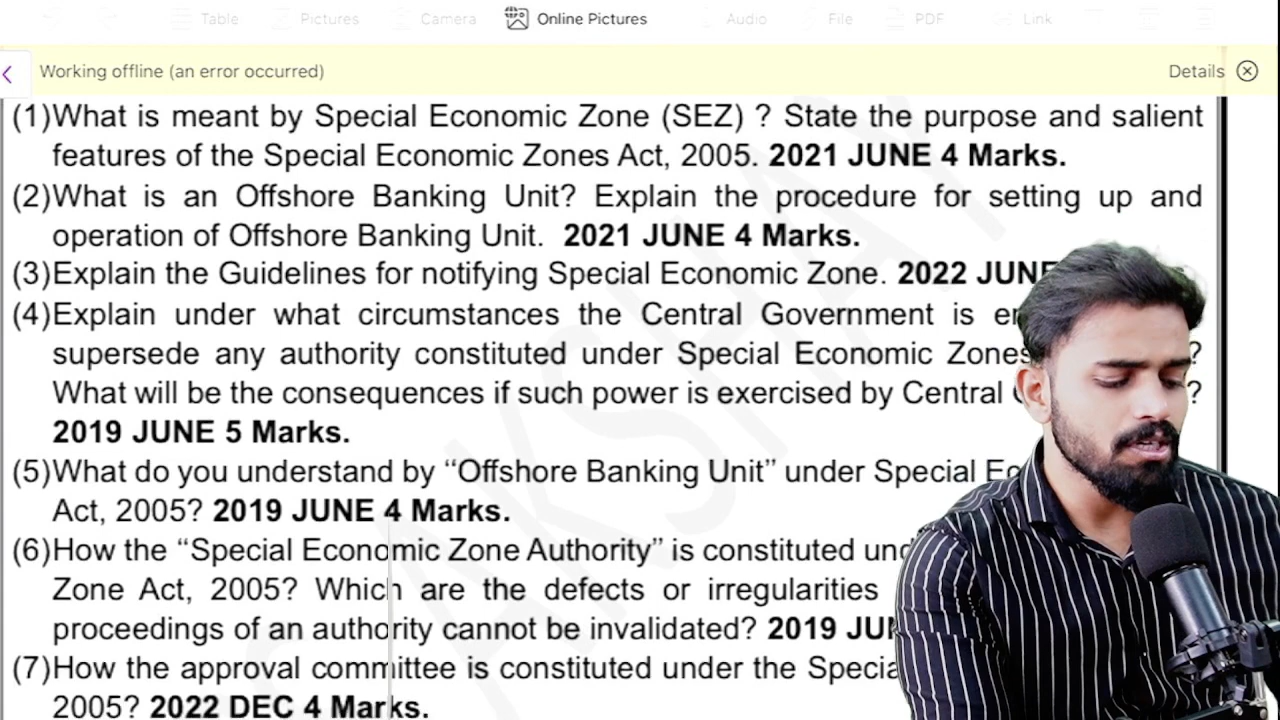 Table Pictures Camera Online Pictures Audio File PDF Link
Working offline (an error occurred) Details
(1)What is meant by Special Economic Zone (SEZ) ? State the purpose and salient
features of the Special Economic Zones Act, 2005. 2021 JUNE 4 Marks.
(2)What is an Offshore Banking Unit? Explain the procedure for setting up and
operation of Offshore Banking Unit. 2021 JUNE 4 Marks.
(3)Explain the Guidelines for notifying Special Economic Zone. 2022 JUNE
(4)Explain under what circumstances the Central Government is
supersede any authority constituted under Special Economic Zones ?
What will be the consequences if such power is exercised by Central ?
2019 JUNE 5 Marks.
(5)What do you understand by “Offshore Banking Unit” under Special
Act, 2005? 2019 JUNE 4 Marks.
(6)How the “Special Economic Zone Authority” is constituted
Zone Act, 2005? Which are the defects or irregularities
proceedings of an authority cannot be invalidated? 2019
(7)How the approval committee is constituted under the
2005? 2022 DEC 4 Marks.